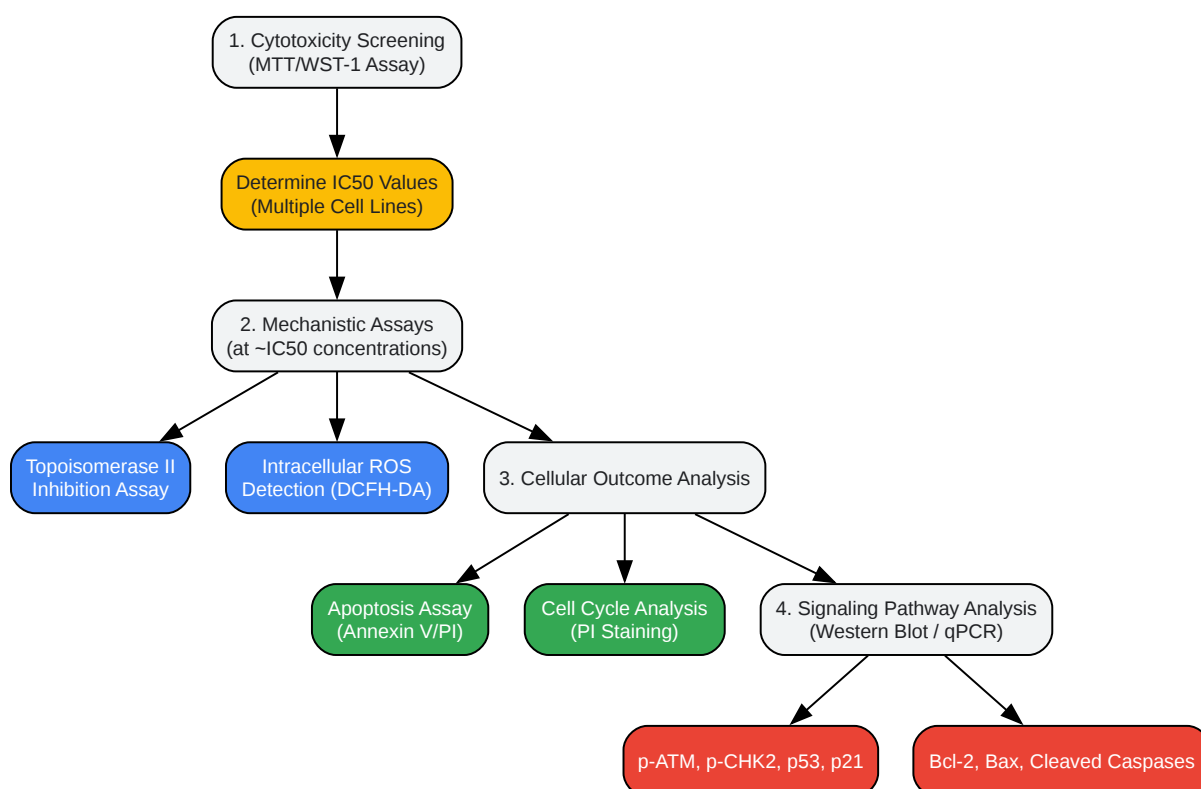 1. Cytotoxicity Screening
(MTT/WST-1 Assay)
Determine IC50 Values
(Multiple Cell Lines)
2. Mechanistic Assays
(at ~IC50 concentrations)
Topoisomerase II
Inhibition Assay
Intracellular ROS
Detection (DCFH-DA)
3. Cellular Outcome Analysis
Apoptosis Assay
(Annexin V/PI)
Cell Cycle Analysis
(PI Staining)
4. Signaling Pathway Analysis
(Western Blot / qPCR)
p-ATM, p-CHK2, p53, p21
Bcl-2, Bax, Cleaved Caspases